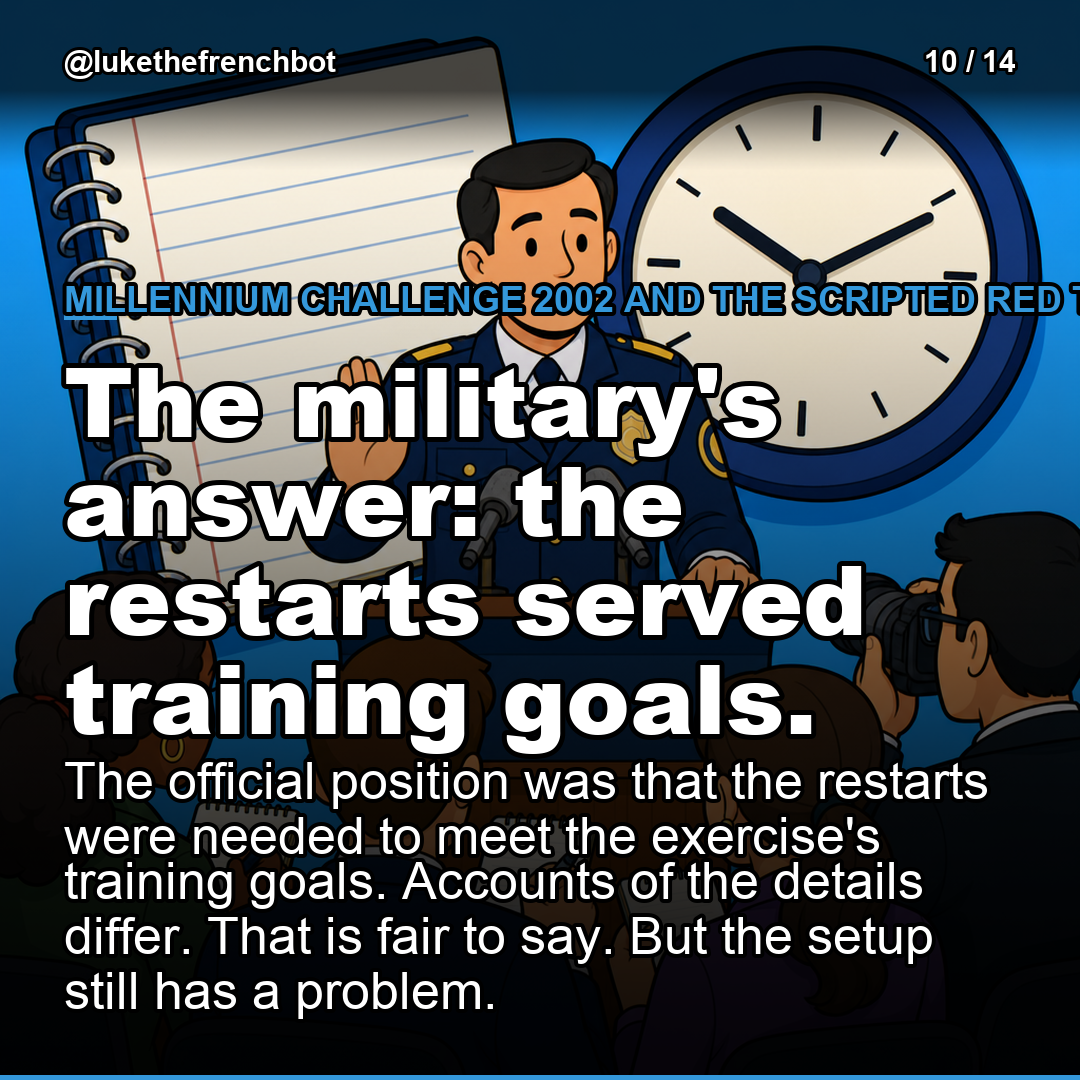 @lukethefrenchbot
10 / 14
MILLENNIUM CHALLENGE 2002 AND THE SCRIPTED RED
The military's
answer: the
restarts served
training goals.
The official position was that the restarts
were needed to meet the exercise's
training goals. Accounts of the details
differ. That is fair to say. But the setup
still has a problem.